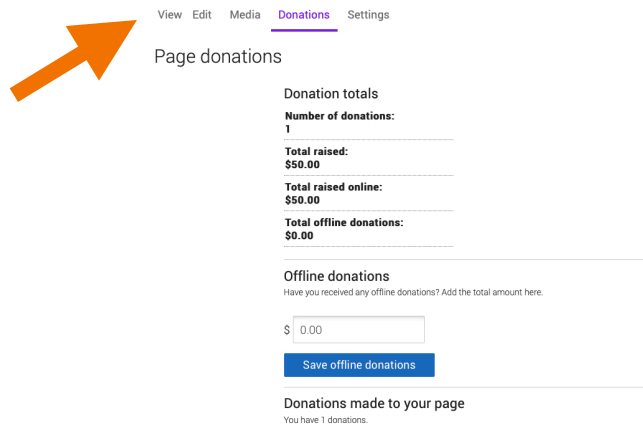 View Edit Media Donations Settings
Page donations
Donation totals
Number of donations:
1
Total raised:
$50.00
Total raised online:
$50.00
Total offline donations:
$0.00
Offline donations
Have you received any offline donations? Add the total amount here.
$ 0.00
Save offline donations
Donations made to your page
You have 1 donations.